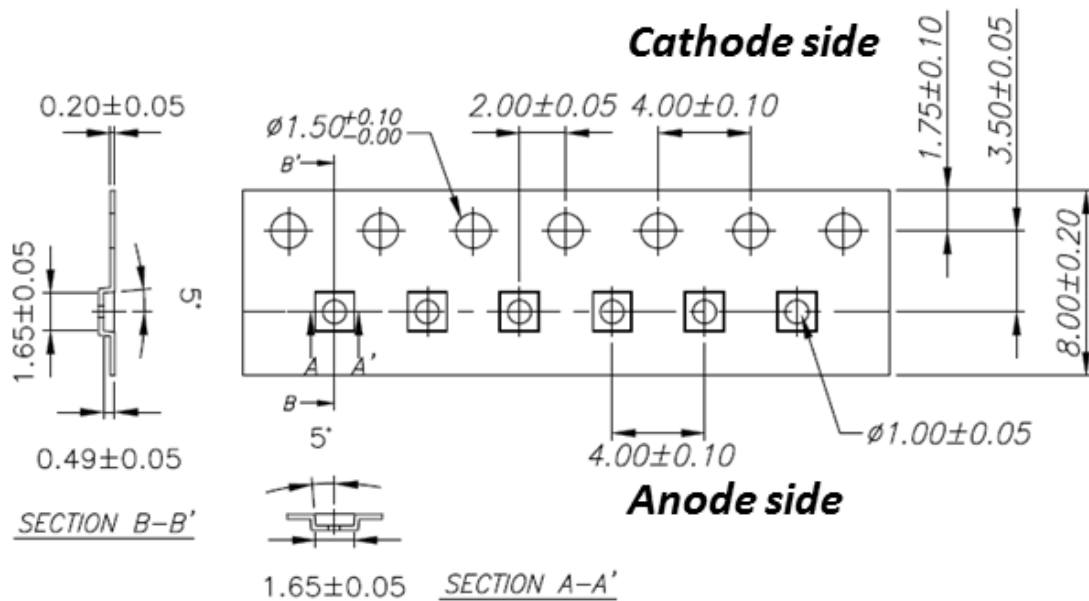 Cathode side
1.75±0.10
3.50±0.05
0.20±0.05
2.00±0.05
4.00±0.10
ø1.50+0.10
-0.00
B'
8.00±0.20
1.65±0.05
5°
A
A'
B
5°
4.00±0.10
ø1.00±0.05
0.49±0.05
Anode side
SECTION B-B'
1.65±0.05
SECTION A-A'